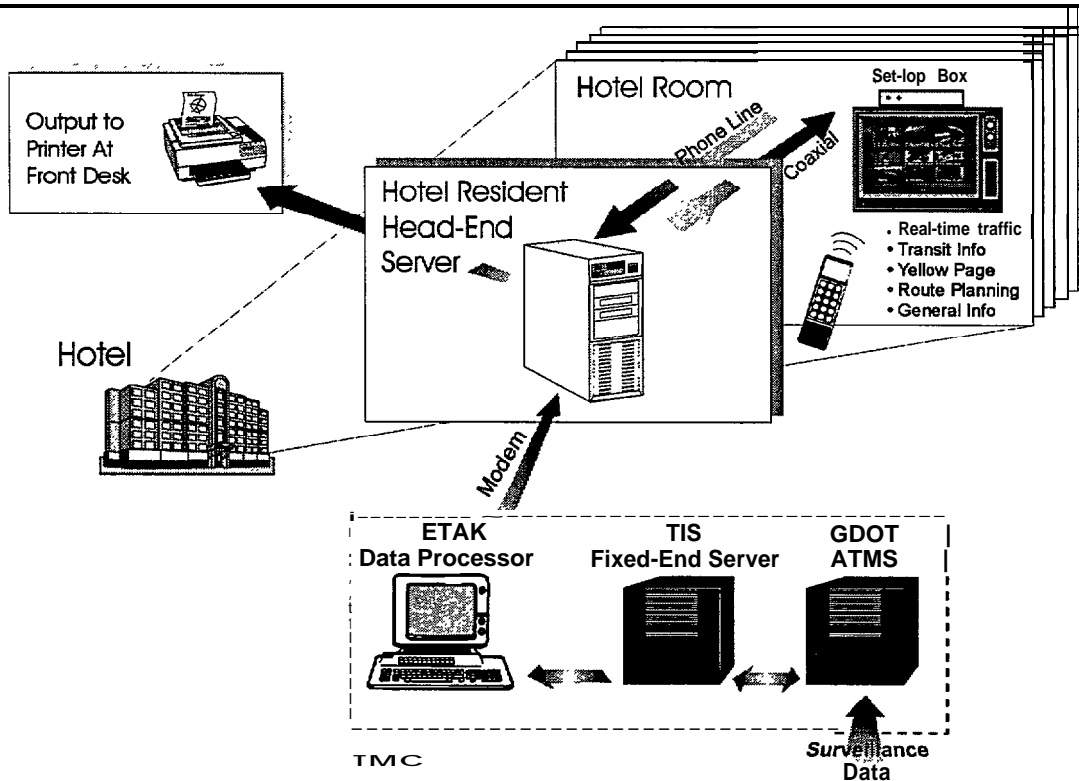 Output to
Printer At
Front Desk
Hotel Room
Set-lop Box
Phone Line
Coaxial
. Real-time traffic
• Transit Info
• Yellow Page
• Route Planning
• General Info
Hotel Resident
Head-End
Server
Hotel
Modem
ETAK
Data Processor
TIS
Fixed-End Server
GDOT
ATMS
TMC
Surveillance
Data